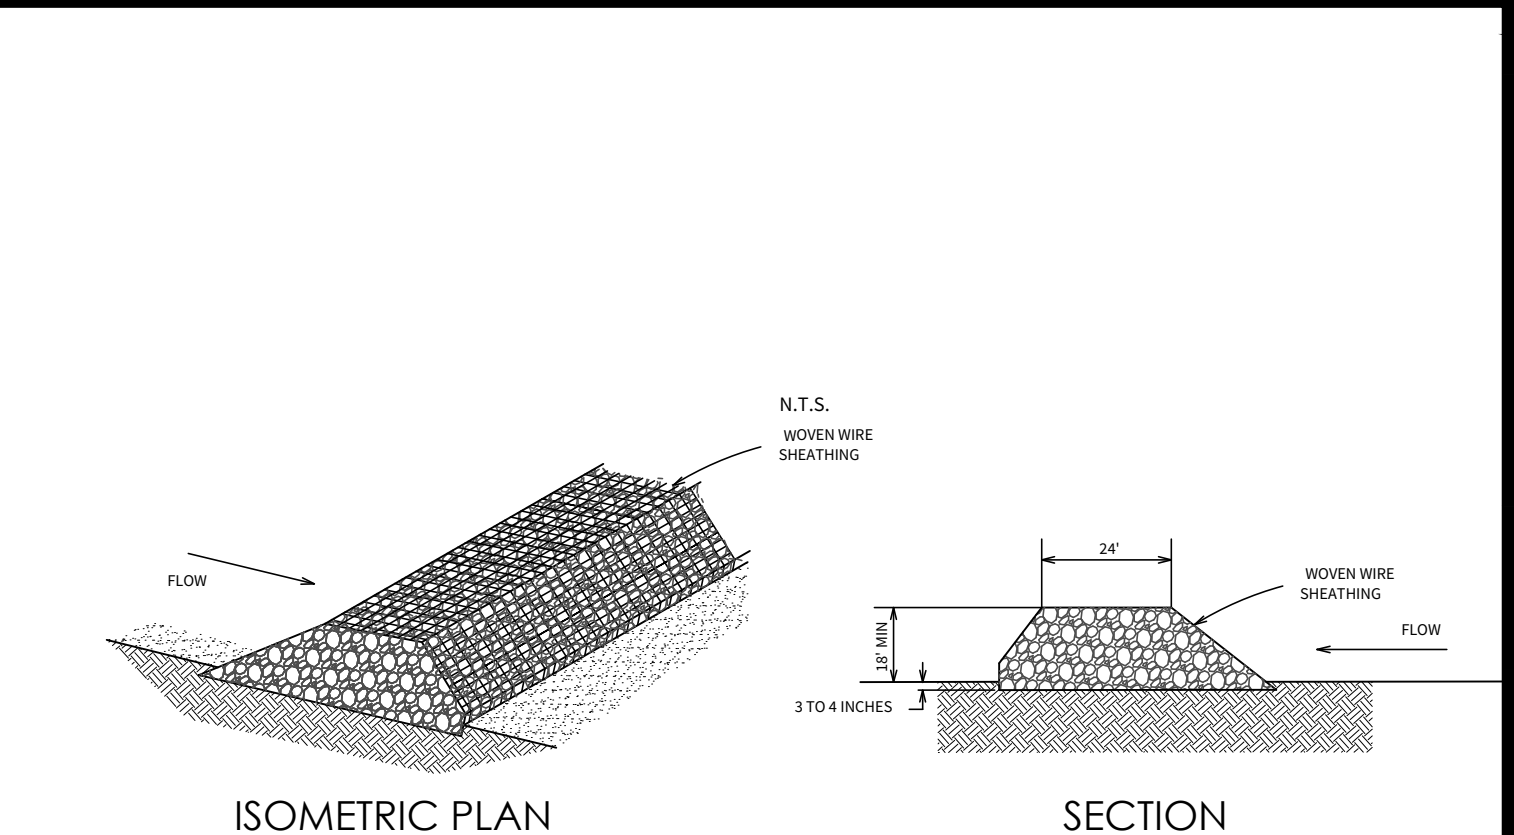 N.T.S.
WOVEN WIRE
SHEATHING
FLOW
ISOMETRIC PLAN
24'
WOVEN WIRE
SHEATHING
FLOW
18' MIN
3 TO 4 INCHES
SECTION